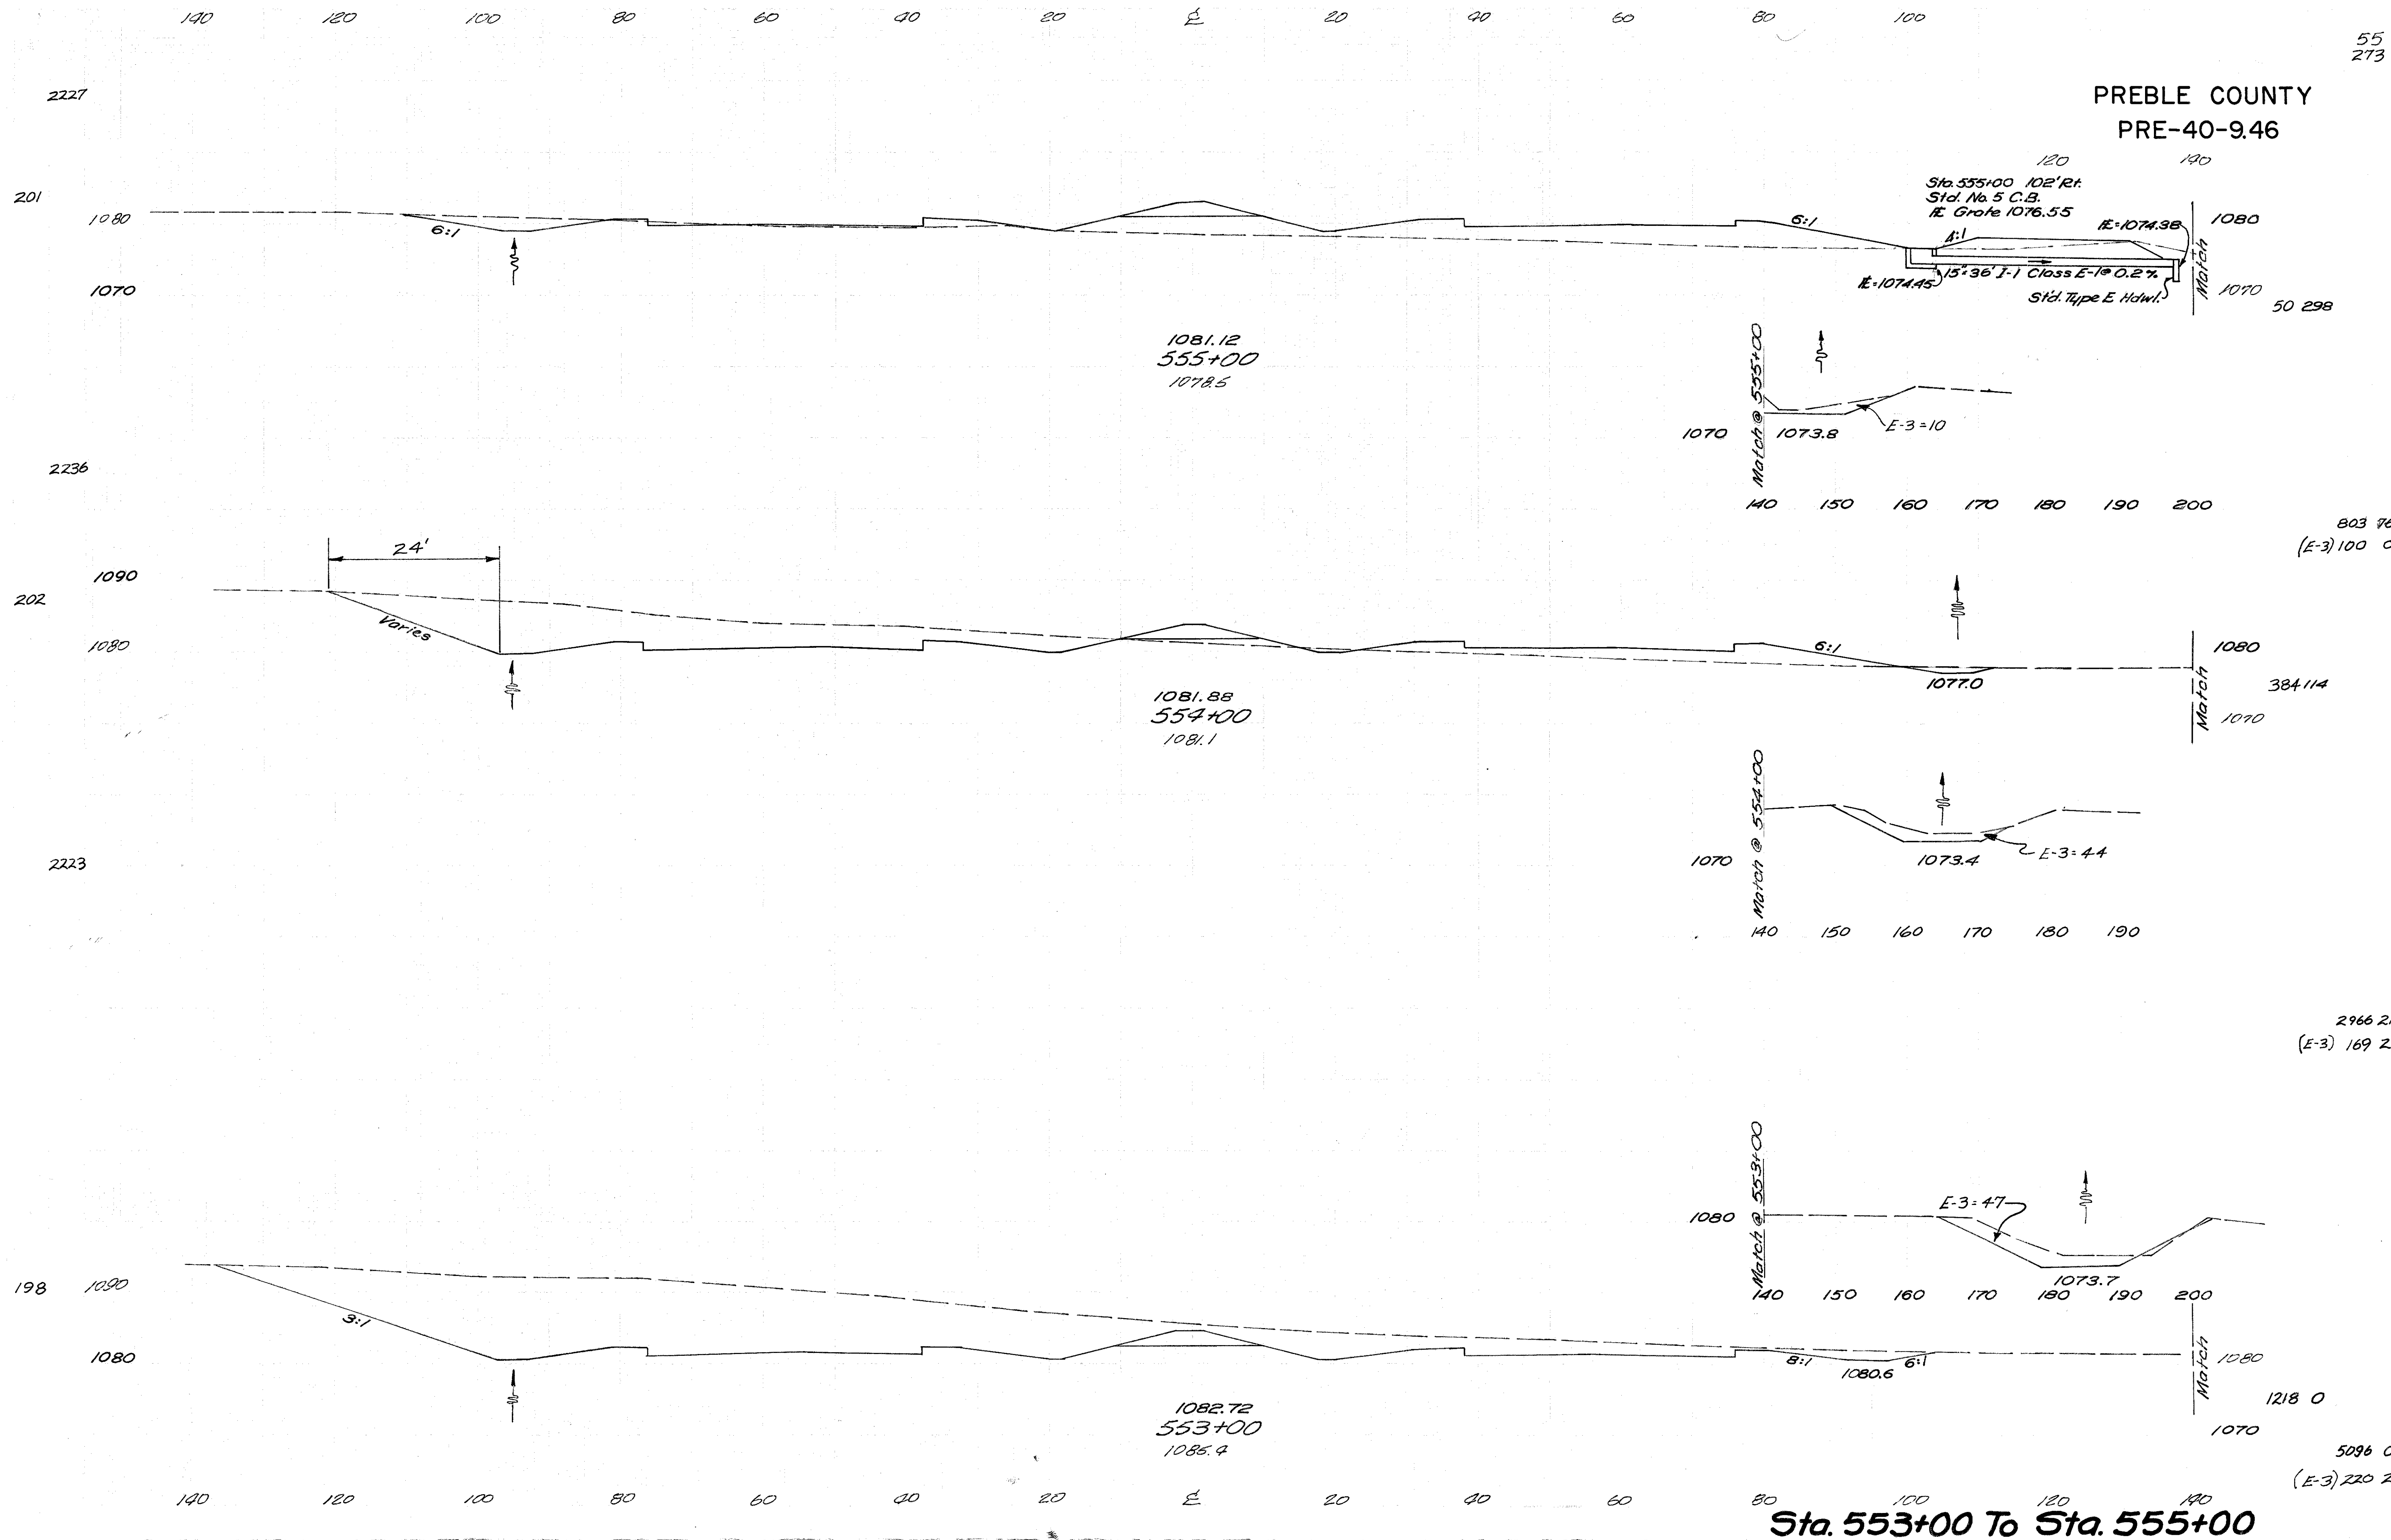 140 120 100 80 60 40 20 ℄ 20 40 60 80 100
55
273
2227
PREBLE COUNTY
PRE-40-9.46
120 140
201
1080
6:1
6:1
Sta. 555+00 102' Rt.
Std. No. 5 C.B.
℄ Grate 1076.55
4:1
℄=1074.38
1080
Match
1070
℄=1074.45
15"-36' I-1 Class E-1@ 0.2%
Std. Type E Hdwl.
1070
50 298
1081.12
555+00
1078.5
Match @ 555+00
1070
1073.8
E-3=10
2236
140 150 160 170 180 190 200
803
(E-3) 100
24'
1090
202
Varies
1080
6:1
1080
1077.0
Match
384 114
1070
1081.88
554+00
1081.1
Match @ 554+00
2223
1070
1073.4
E-3=44
140 150 160 170 180 190
2966
(E-3) 169
Match @ 553+00
E-3=47
1080
1073.7
140 150 160 170 180 190 200
198
1090
3:1
1080
8:1
1080.6
6:1
Match
1080
1218 0
1070
1082.72
553+00
1085.4
5096
(E-3) 220
140 120 100 80 60 40 20 ℄ 20 40 60 80 100 120 140
Sta. 553+00 To Sta. 555+00